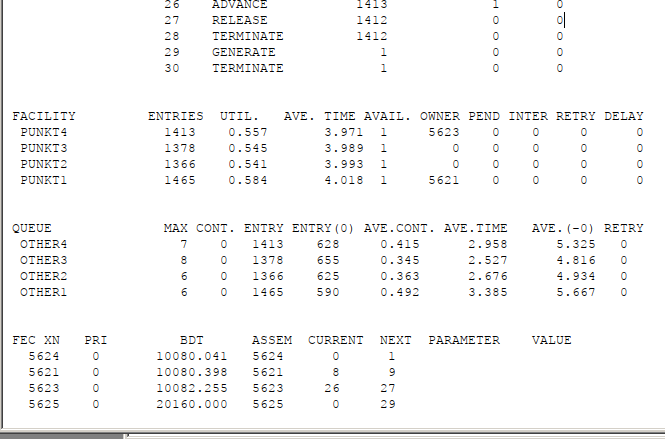 26 ADVANCE 1413 1 0
27 RELEASE 1412 0 0
28 TERMINATE 1412 0 0
29 GENERATE 1 0 0
30 TERMINATE 1 0 0
FACILITY ENTRIES UTIL. AVE. TIME AVAIL. OWNER PEND INTER RETRY DELAY
PUNKT4 1413 0.557 3.971 1 5623 0 0 0 0
PUNKT3 1378 0.545 3.989 1 0 0 0 0 0
PUNKT2 1366 0.541 3.993 1 0 0 0 0 0
PUNKT1 1465 0.584 4.018 1 5621 0 0 0 0
QUEUE MAX CONT. ENTRY ENTRY(0) AVE.CONT. AVE.TIME AVE.(-0) RETRY
OTHER4 7 0 1413 628 0.415 2.958 5.325 0
OTHER3 8 0 1378 655 0.345 2.527 4.816 0
OTHER2 6 0 1366 625 0.363 2.676 4.934 0
OTHER1 6 0 1465 590 0.492 3.385 5.667 0
FEC XN PRI BDT ASSEM CURRENT NEXT PARAMETER VALUE
5624 0 10080.041 5624 0 1
5621 0 10080.398 5621 8 9
5623 0 10082.255 5623 26 27
5625 0 20160.000 5625 0 29